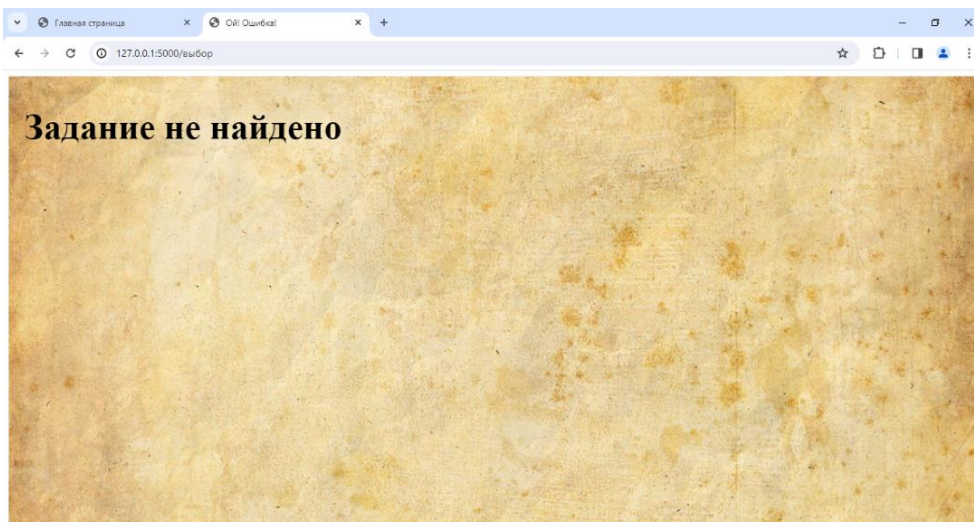 Главная страница
Ой! Ошибка!
127.0.0.1:5000/выбор
Задание не найдено